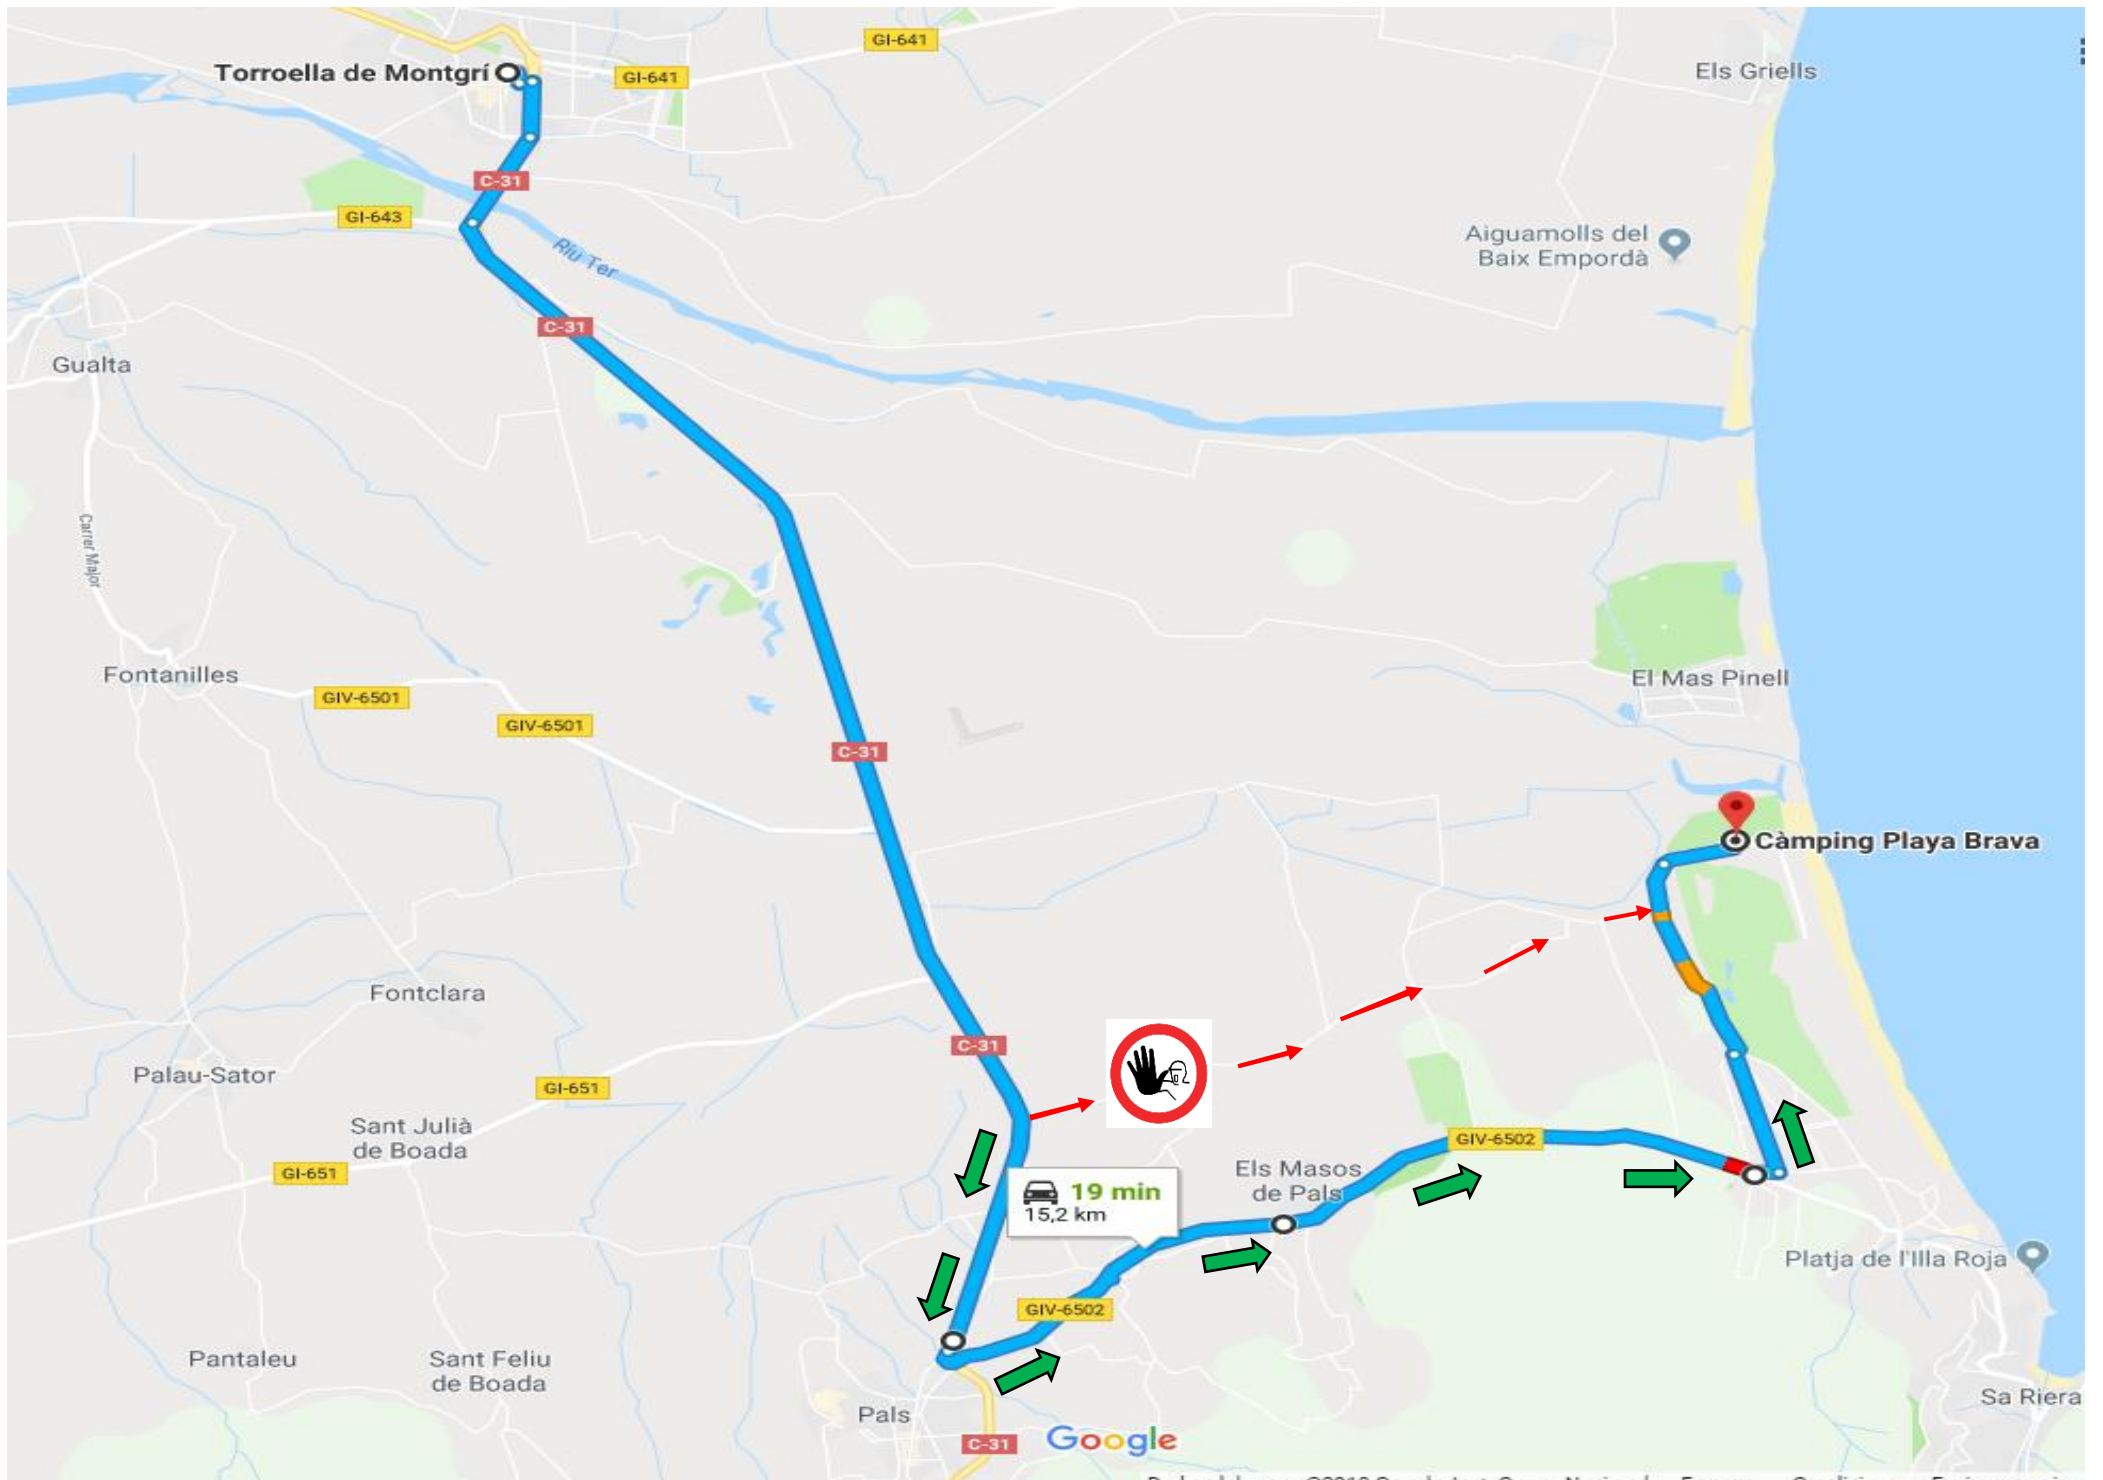 GI-641
Torroella de Montgrí
GI-641
Els Griells
C-31
GI-643
Aiguamolls del
Baix Empordà
Riu Ter
C-31
Gualta
Carrer Major
Fontanilles
GIV-6501
GIV-6501
El Mas Pinell
C-31
Càmping Playa Brava
Fontclara
C-31
Palau-Sator
GI-651
Sant Julià
de Boada
GI-651
GIV-6502
Els Masos
de Pals
19 min
15,2 km
Platja de l'Illa Roja
GIV-6502
Pantaleu
Sant Feliu
de Boada
Sa Riera
Pals
C-31
Google